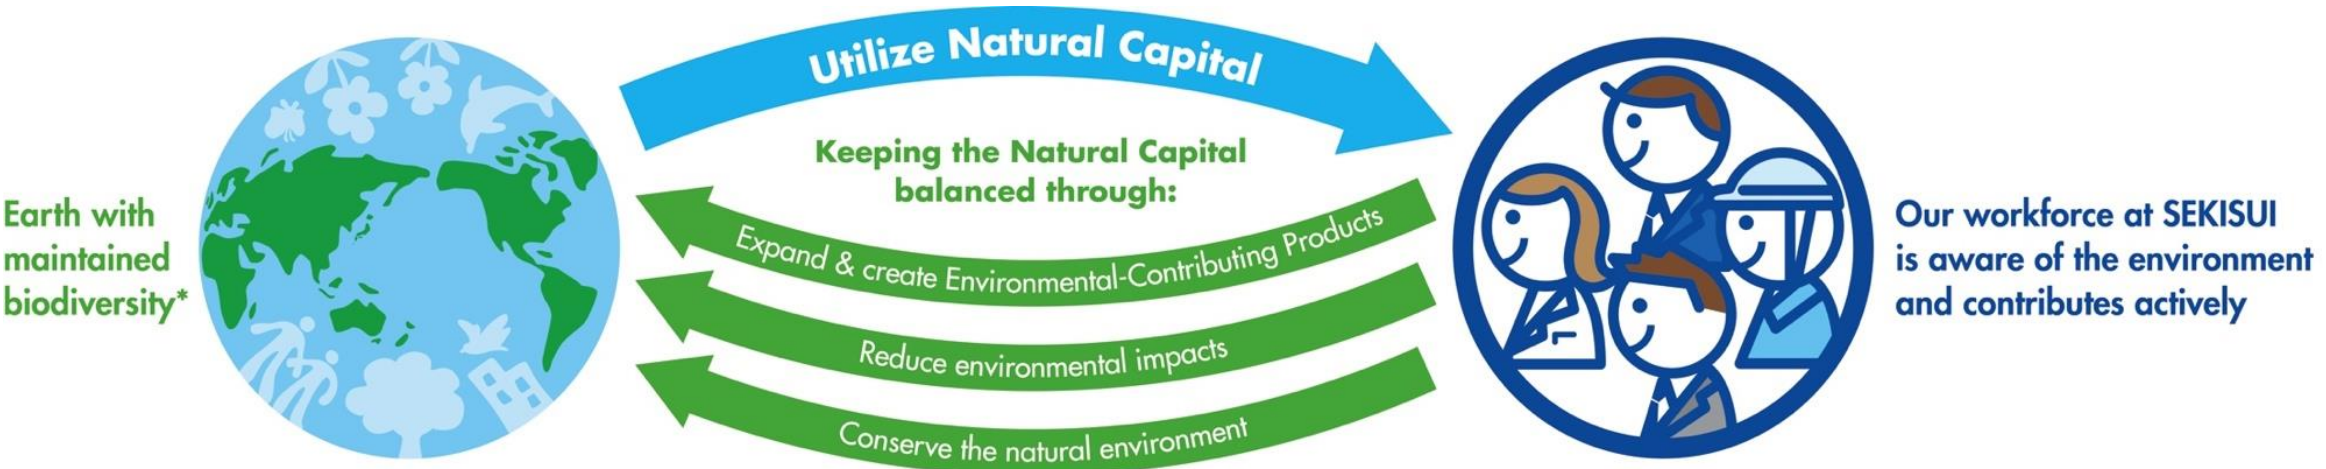 Earth with
maintained
biodiversity*
Utilize Natural Capital
Keeping the Natural Capital
balanced through:
Expand & create Environmental-Contributing Products
Reduce environmental impacts
Conserve the natural environment
Our workforce at SEKISUI
is aware of the environment
and contributes actively